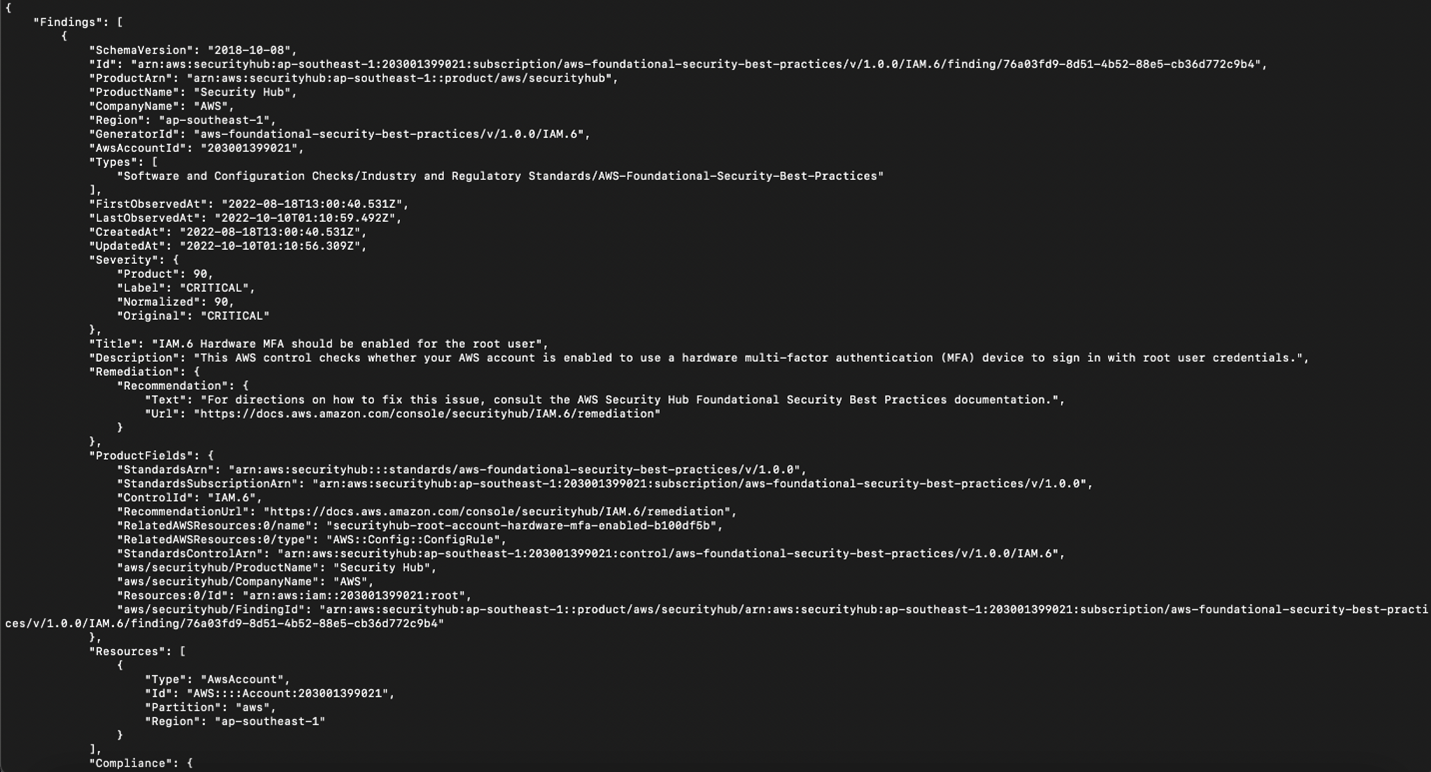 {
"Findings": [
{
"SchemaVersion": "2018-10-08",
"Id": "arn:aws:securityhub:ap-southeast-1:203001399021:subscription/aws-foundational-security-best-practices/v/1.0.0/IAM.6/finding/76a03fd9-8d51-4b52-88e5-cb36d772c9b4",
"ProductArn": "arn:aws:securityhub:ap-southeast-1::product/aws/securityhub",
"ProductName": "Security Hub",
"CompanyName": "AWS",
"Region": "ap-southeast-1",
"GeneratorId": "aws-foundational-security-best-practices/v/1.0.0/IAM.6",
"AwsAccountId": "203001399021",
"Types": [
"Software and Configuration Checks/Industry and Regulatory Standards/AWS-Foundational-Security-Best-Practices"
],
"FirstObservedAt": "2022-08-18T13:00:40.531Z",
"LastObservedAt": "2022-10-10T01:10:59.492Z",
"CreatedAt": "2022-08-18T13:00:40.531Z",
"UpdatedAt": "2022-10-10T01:10:56.309Z",
"Severity": {
"Product": 90,
"Label": "CRITICAL",
"Normalized": 90,
"Original": "CRITICAL"
},
"Title": "IAM.6 Hardware MFA should be enabled for the root user",
"Description": "This AWS control checks whether your AWS account is enabled to use a hardware multi-factor authentication (MFA) device to sign in with root user credentials.",
"Remediation": {
"Recommendation": {
"Text": "For directions on how to fix this issue, consult the AWS Security Hub Foundational Security Best Practices documentation.",
"Url": "https://docs.aws.amazon.com/console/securityhub/IAM.6/remediation"
}
},
"ProductFields": {
"StandardsArn": "arn:aws:securityhub:::standards/aws-foundational-security-best-practices/v/1.0.0",
"StandardsSubscriptionArn": "arn:aws:securityhub:ap-southeast-1:203001399021:subscription/aws-foundational-security-best-practices/v/1.0.0",
"ControlId": "IAM.6",
"RecommendationUrl": "https://docs.aws.amazon.com/console/securityhub/IAM.6/remediation",
"RelatedAWSResources:0/name": "securityhub-root-account-hardware-mfa-enabled-b100df5b",
"RelatedAWSResources:0/type": "AWS::Config::ConfigRule",
"StandardsControlArn": "arn:aws:securityhub:ap-southeast-1:203001399021:control/aws-foundational-security-best-practices/v/1.0.0/IAM.6",
"aws/securityhub/ProductName": "Security Hub",
"aws/securityhub/CompanyName": "AWS",
"Resources:0/Id": "arn:aws:iam::203001399021:root",
"aws/securityhub/FindingId": "arn:aws:securityhub:ap-southeast-1::product/aws/securityhub/arn:aws:securityhub:ap-southeast-1:203001399021:subscription/aws-foundational-security-best-practi
ces/v/1.0.0/IAM.6/finding/76a03fd9-8d51-4b52-88e5-cb36d772c9b4"
},
"Resources": [
{
"Type": "AwsAccount",
"Id": "AWS::::Account:203001399021",
"Partition": "aws",
"Region": "ap-southeast-1"
}
],
"Compliance": {